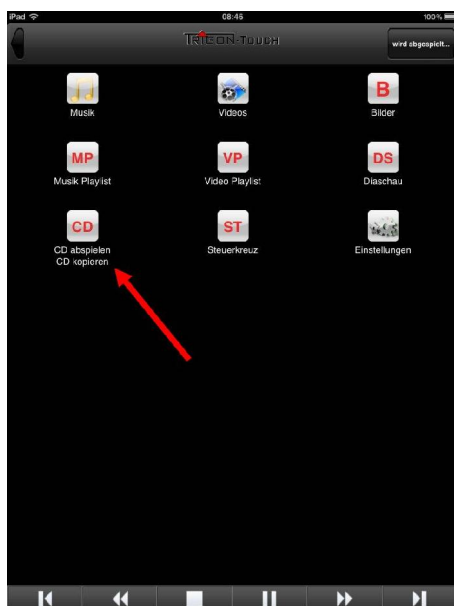 iPad 08:46 100%
TRICON-TOUCH
wird abgespielt...
B
Musik Videos Bilder
MP VP DS
Musik Playlist Video Playlist Diaschau
CD ST
CD abspielen Steuerkreuz Einstellungen
CD kopieren